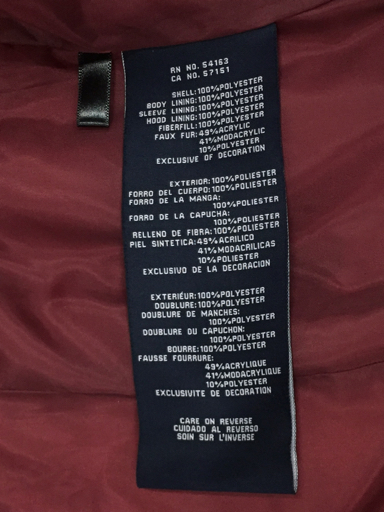 RN NO. 54163
CA NO. 57151
SHELL:100%POLYESTER
BODY LINING:100%POLYESTER
SLEEVE LINING:100%POLYESTER
HOOD LINING:100%POLYESTER
FIBERFILL:100%POLYESTER
FAUX FUR:49%ACRYLIC
41%MODACRYLIC
10%POLYESTER
EXCLUSIVE OF DECORATION
EXTERIOR:100%POLIESTER
FORRO DEL CUERPO:100%POLIESTER
FORRO DE LA MANGA:
100%POLIESTER
FORRO DE LA CAPUCHA:
100%POLIESTER
RELLENO DE FIBRA:100%POLIESTER
PIEL SINTETICA:49%ACRILICO
41%MODACRILICAS
10%POLIESTER
EXCLUSIVO DE LA DECORACION
EXTERIEUR:100%POLYESTER
DOUBLURE:100%POLYESTER
DOUBLURE DE MANCHES:
100%POLYESTER
DOUBLURE DU CAPUCHON:
100%POLYESTER
BOURRE:100%POLYESTER
FAUSSE FOURRURE:
49%ACRYLIQUE
41%MODACRYLIQUE
10%POLYESTER
EXCLUSIVITE DE DECORATION
CARE ON REVERSE
CUIDADO AL REVERSO
SOIN SUR L'INVERSE